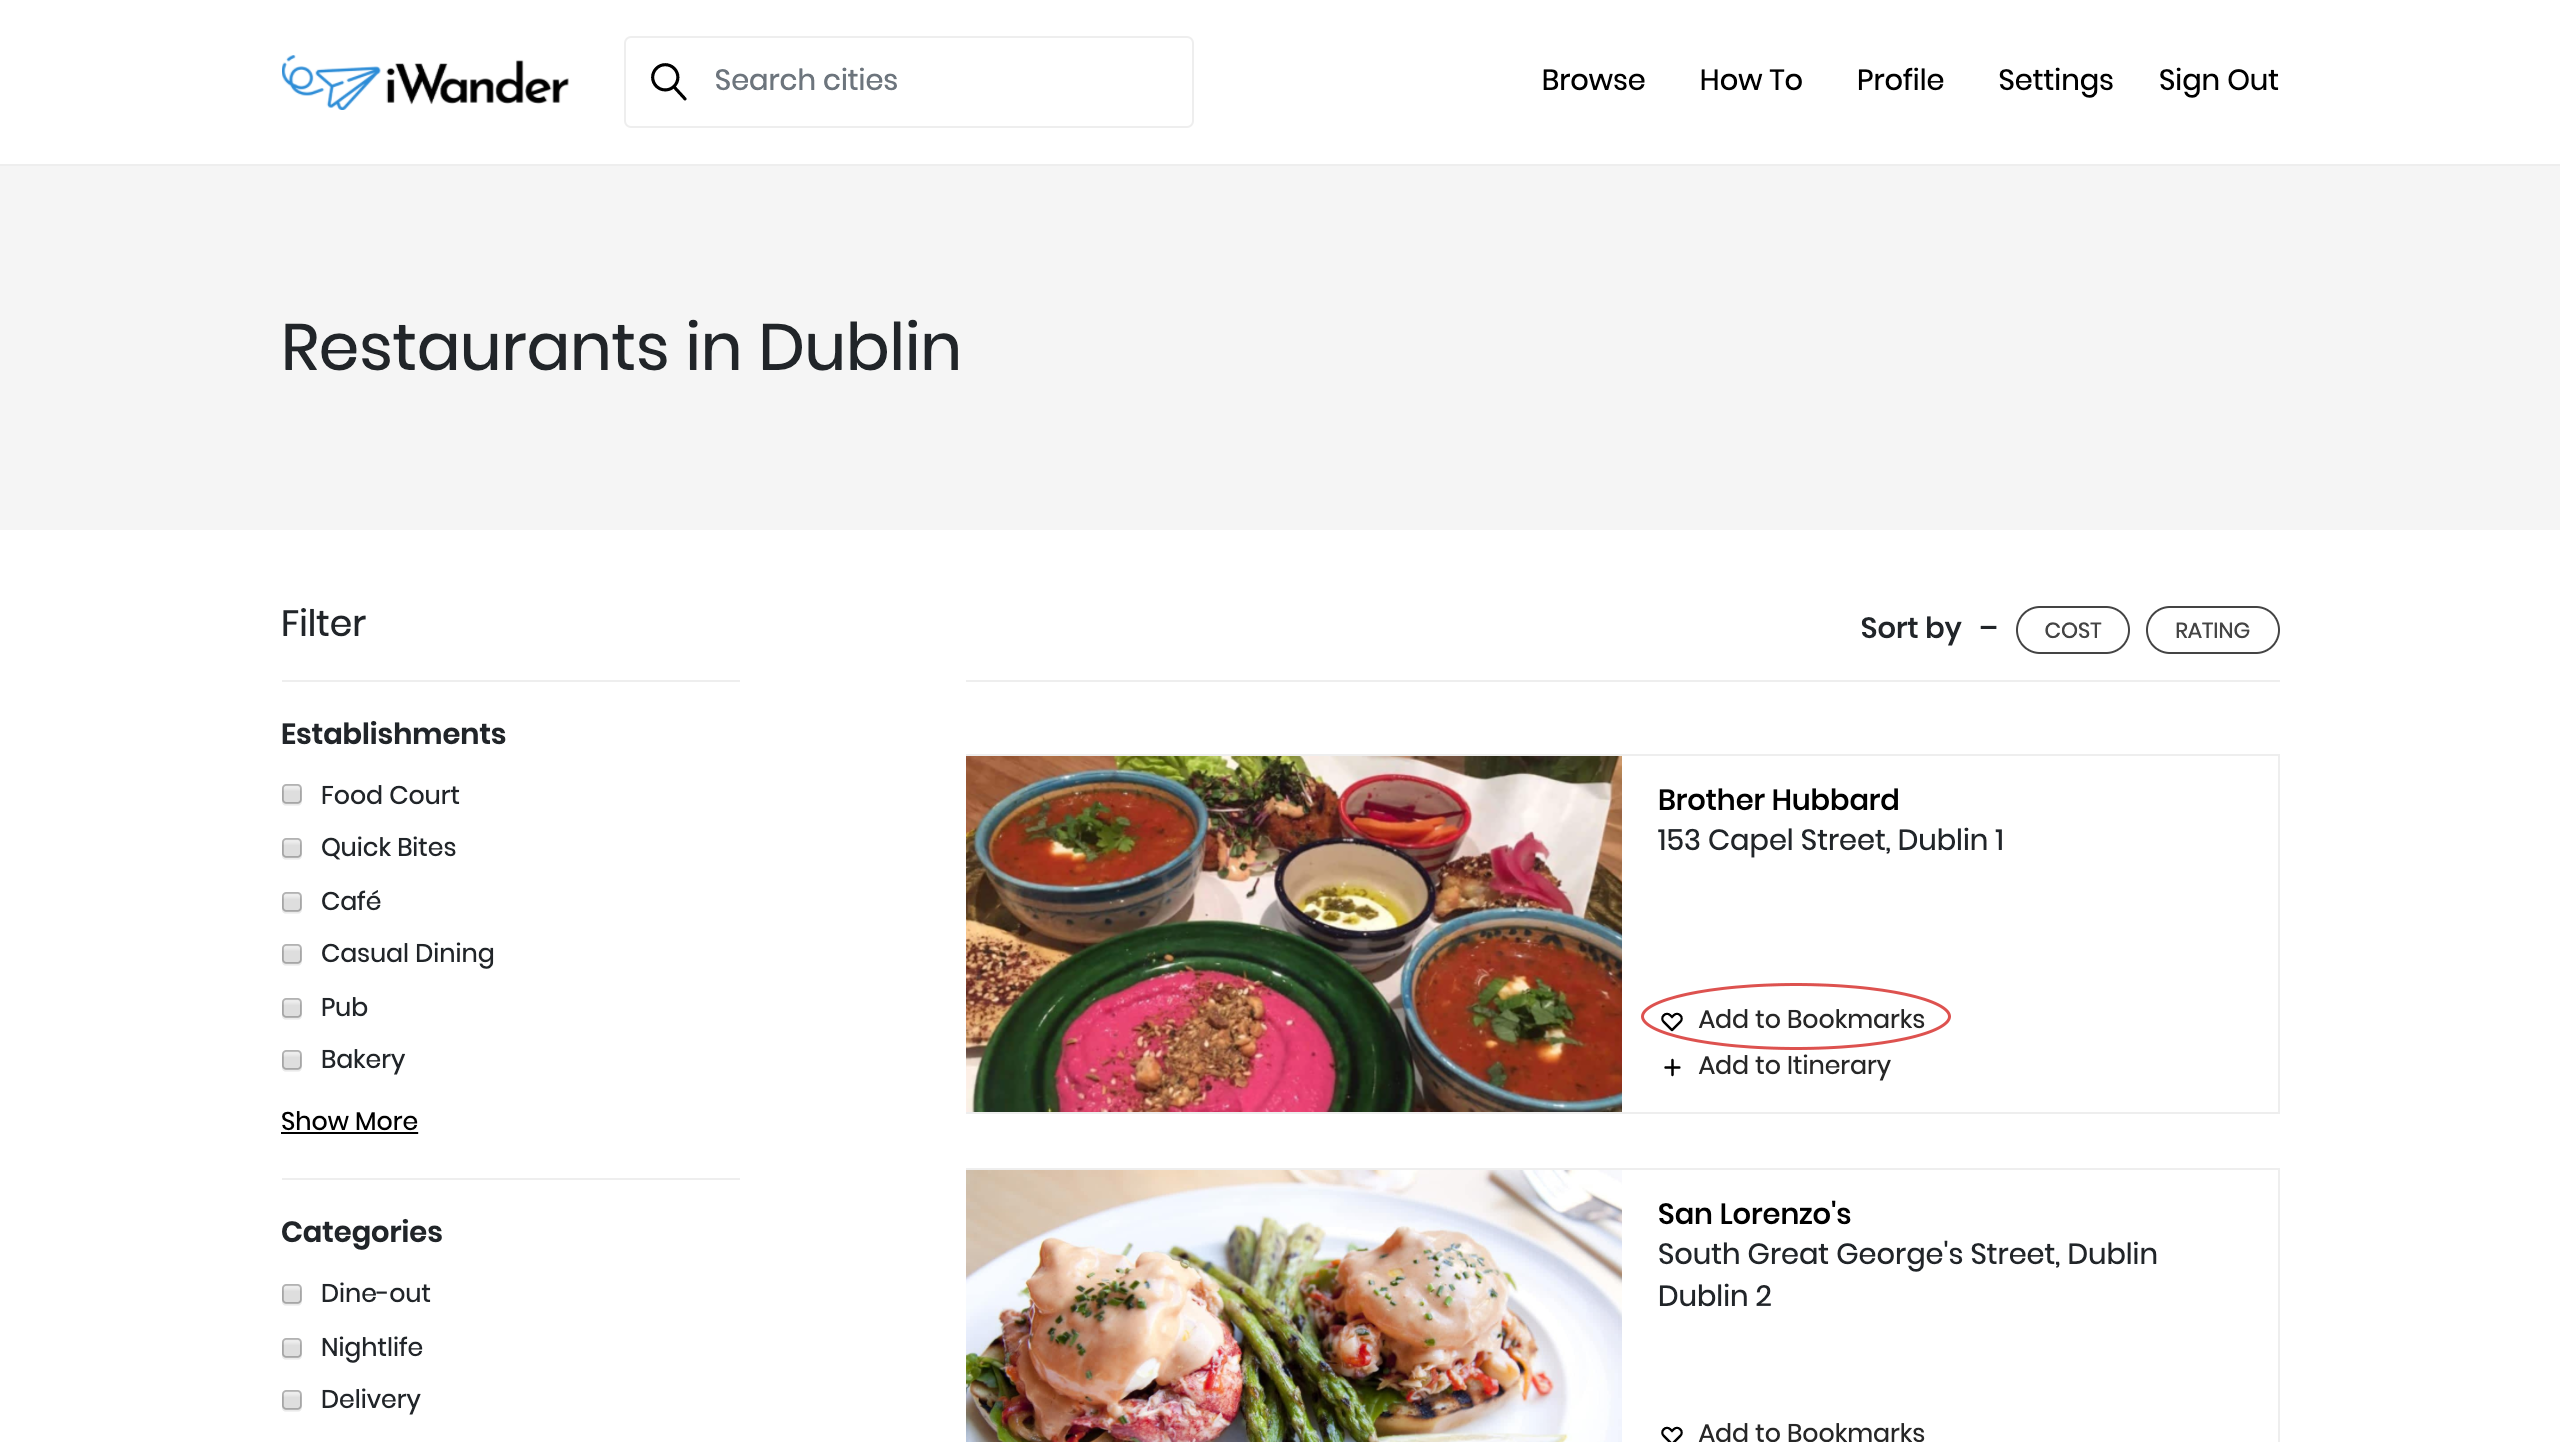 iWander
Search cities
Browse
How To
Profile
Settings
Sign Out
Restaurants in Dublin
Filter
Establishments
Food Court
Quick Bites
Café
Casual Dining
Pub
Bakery
Show More
Categories
Dine-out
Nightlife
Delivery
Sort by –
COST
RATING
Brother Hubbard
153 Capel Street, Dublin 1
Add to Bookmarks
+ Add to Itinerary
San Lorenzo's
South Great George's Street, Dublin
Dublin 2
Add to Bookmarks